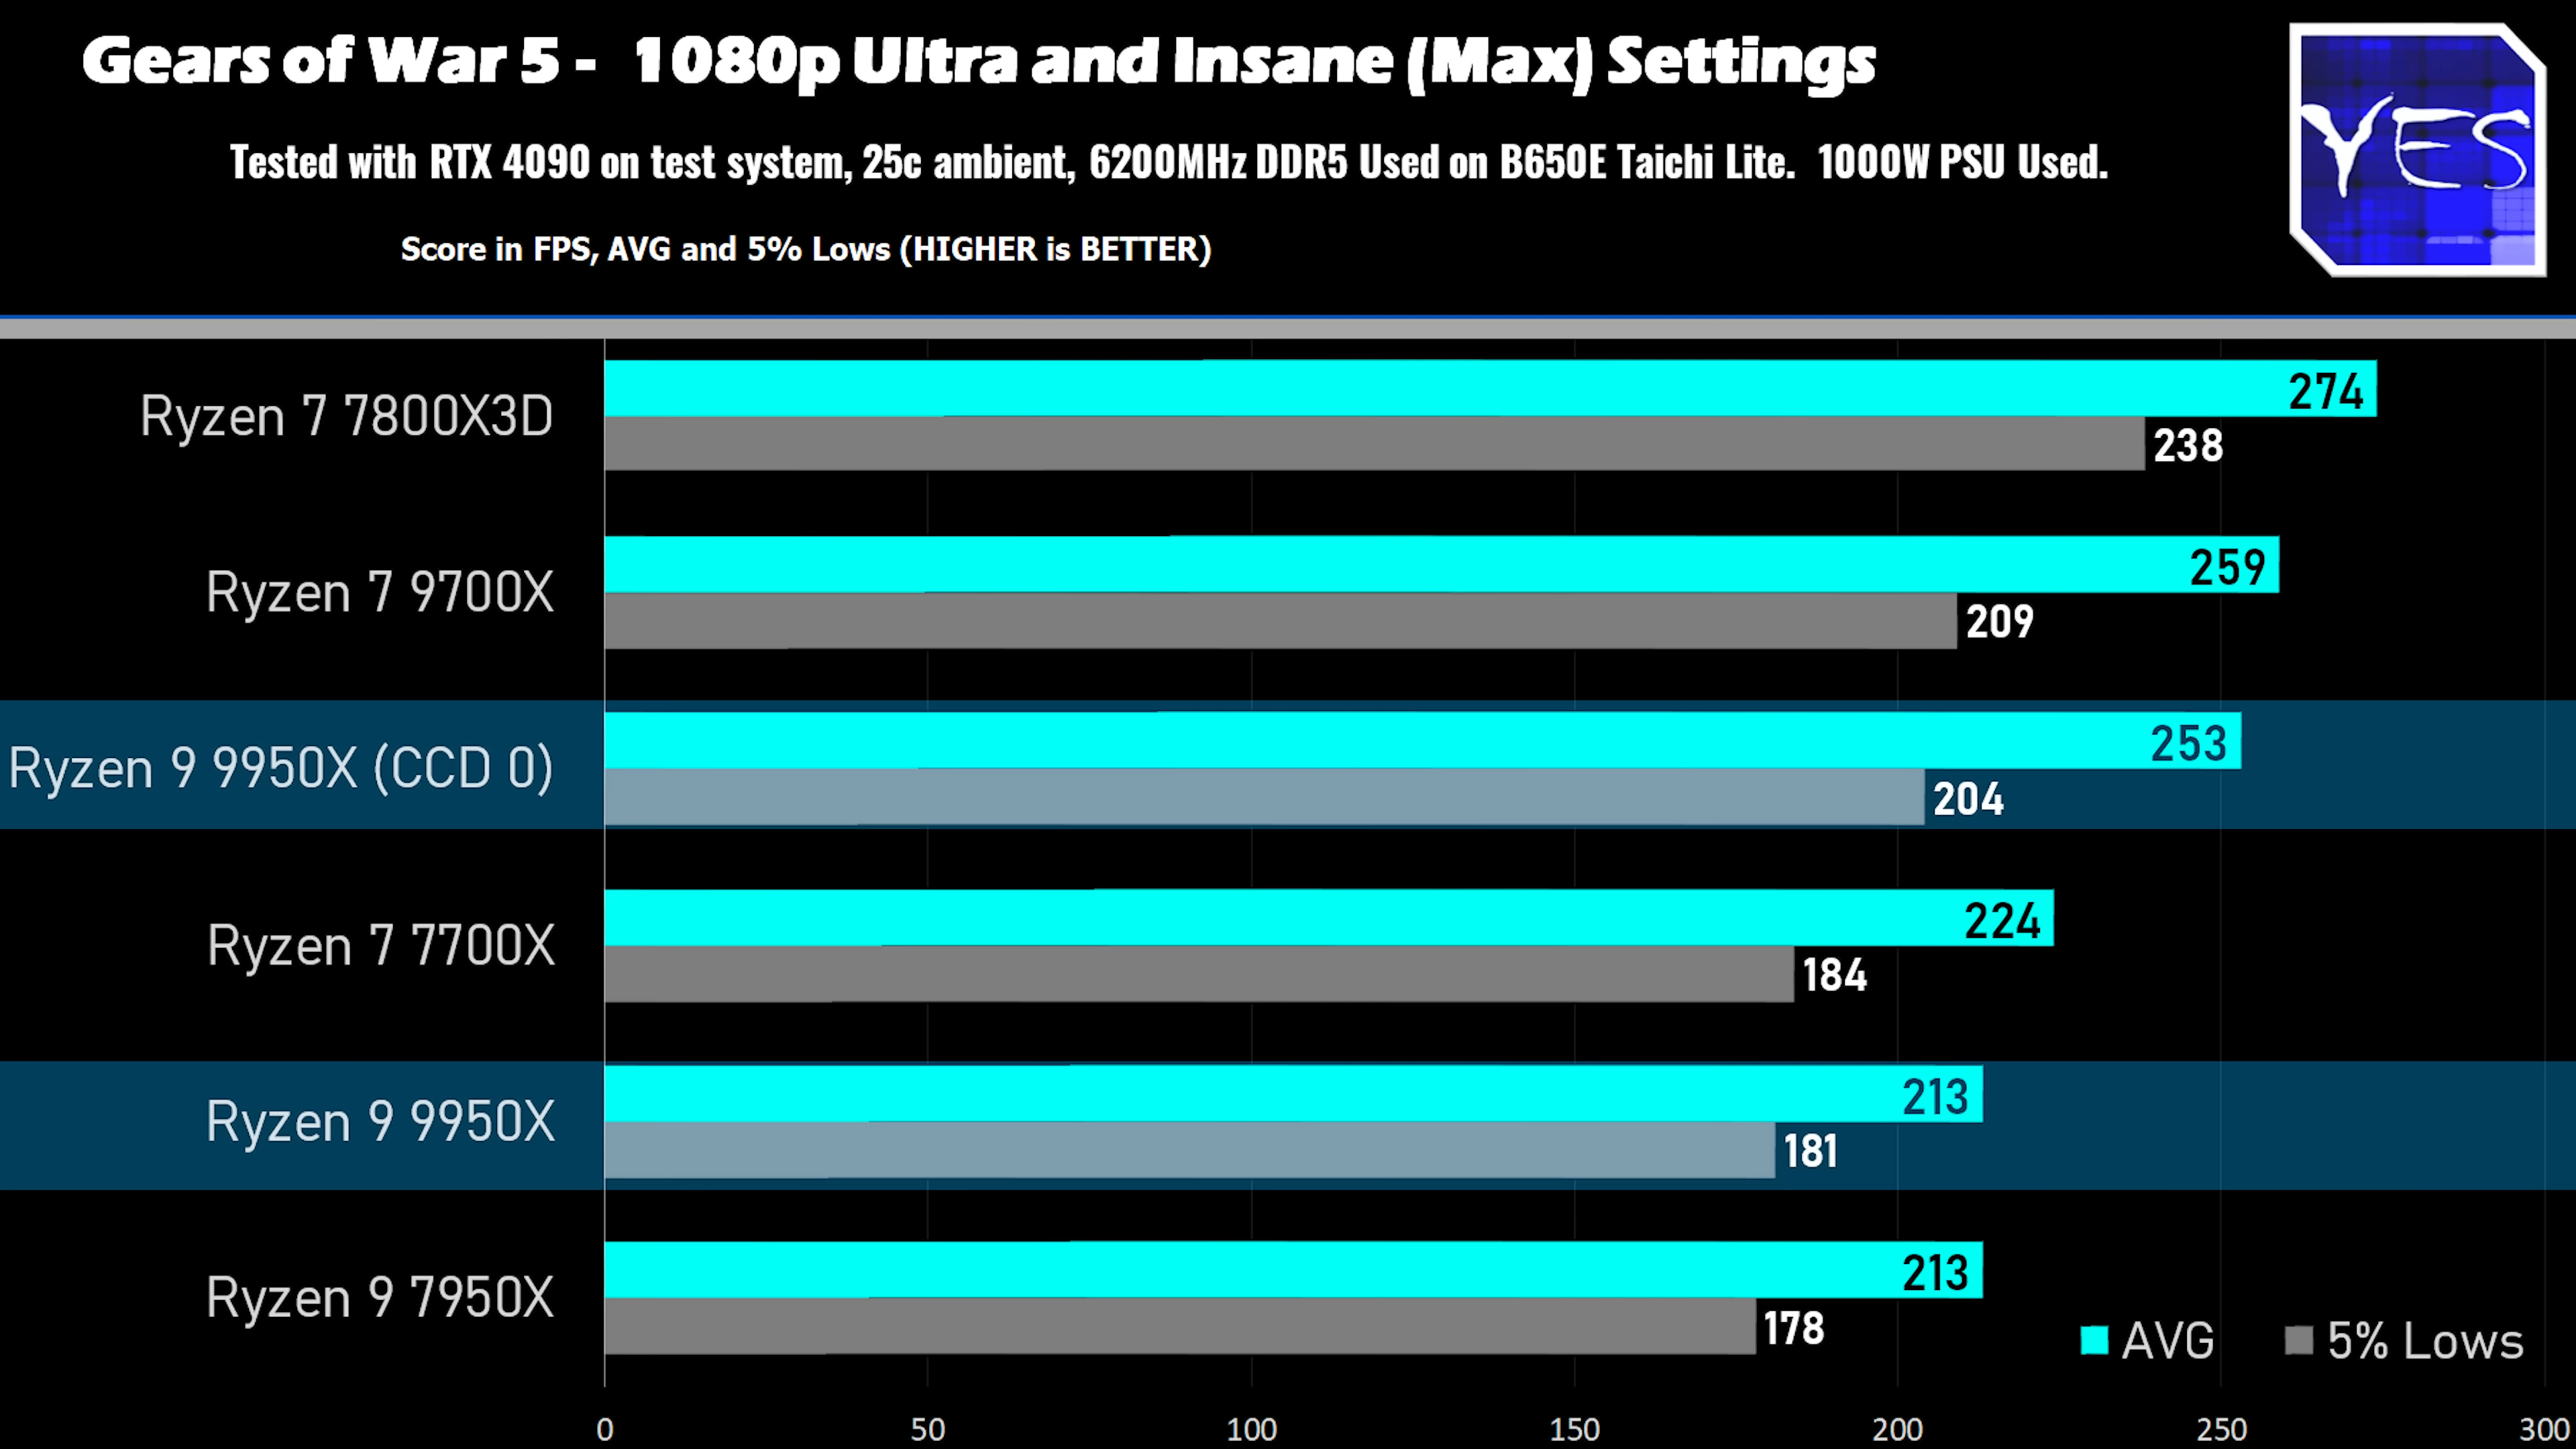 Gears of War 5 - 1080p Ultra and Insane (Max) Settings
YES
Tested with RTX 4090 on test system, 25c ambient, 6200MHz DDR5 Used on B650E Taichi Lite. 1000W PSU Used.
Score in FPS, AVG and 5% Lows (HIGHER is BETTER)
Ryzen 7 7800X3D
274
238
Ryzen 7 9700X
259
209
Ryzen 9 9950X (CCD 0)
253
204
Ryzen 7 7700X
224
184
Ryzen 9 9950X
213
181
Ryzen 9 7950X
213
178
AVG 5% Lows
0 50 100 150 200 250 300